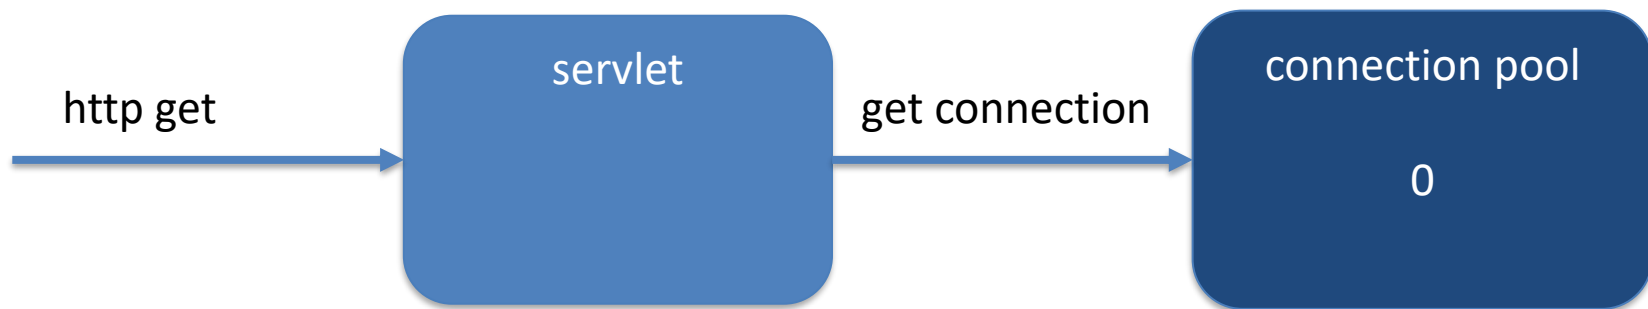 http get
servlet
get connection
connection pool
0